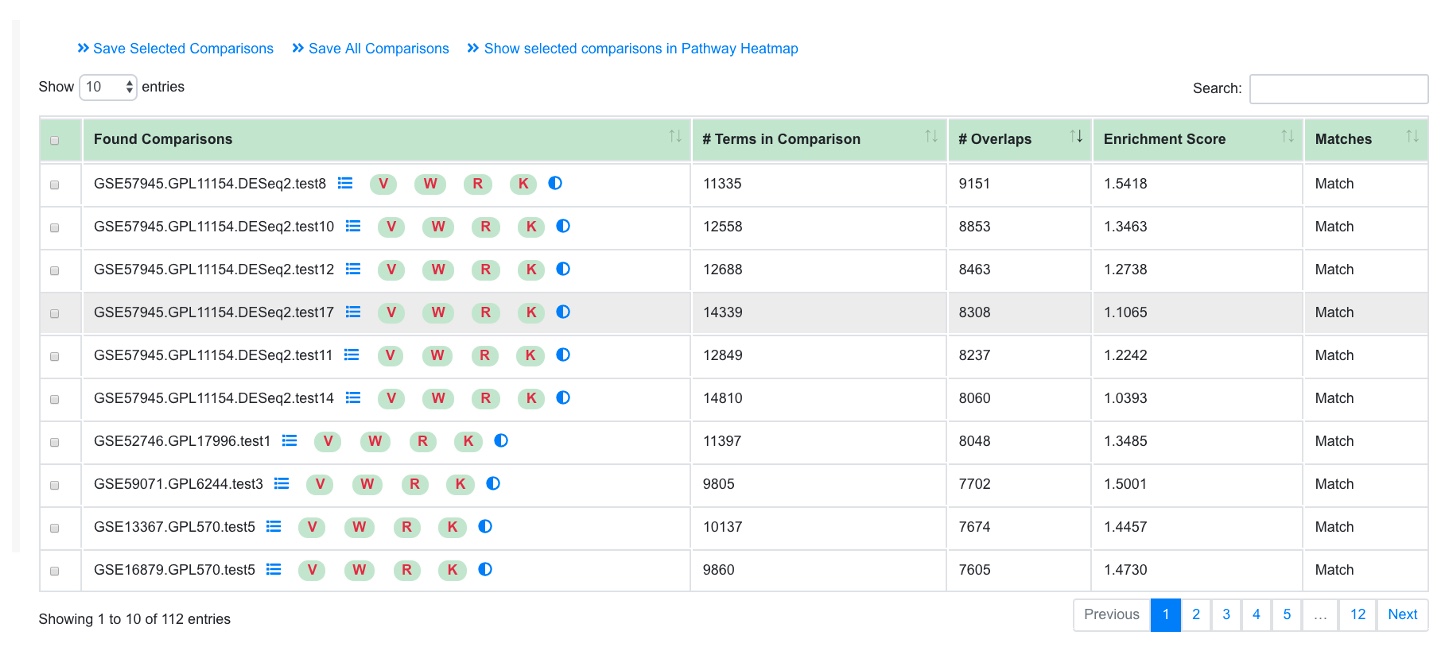 Save Selected Comparisons Save All Comparisons Show selected comparisons in Pathway Heatmap
Show 10 entries Search:
Found Comparisons # Terms in Comparison # Overlaps Enrichment Score Matches
GSE57945.GPL11154.DESeq2.test8 V W R K 11335 9151 1.5418 Match
GSE57945.GPL11154.DESeq2.test10 V W R K 12558 8853 1.3463 Match
GSE57945.GPL11154.DESeq2.test12 V W R K 12688 8463 1.2738 Match
GSE57945.GPL11154.DESeq2.test17 V W R K 14339 8308 1.1065 Match
GSE57945.GPL11154.DESeq2.test11 V W R K 12849 8237 1.2242 Match
GSE57945.GPL11154.DESeq2.test14 V W R K 14810 8060 1.0393 Match
GSE52746.GPL17996.test1 V W R K 11397 8048 1.3485 Match
GSE59071.GPL6244.test3 V W R K 9805 7702 1.5001 Match
GSE13367.GPL570.test5 V W R K 10137 7674 1.4457 Match
GSE16879.GPL570.test5 V W R K 9860 7605 1.4730 Match
Showing 1 to 10 of 112 entries Previous 1 2 3 4 5 … 12 Next